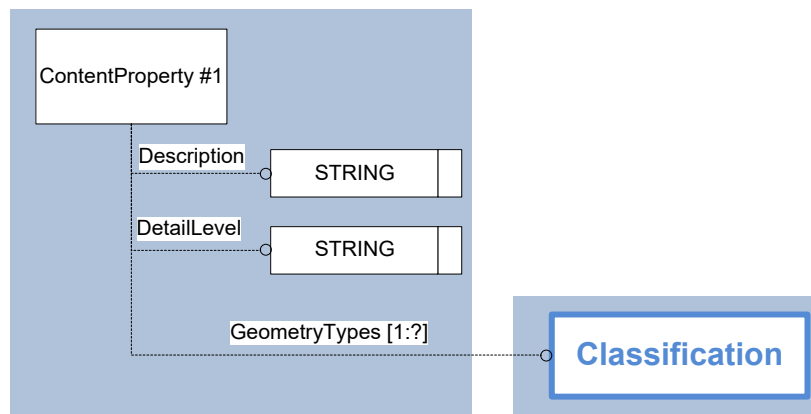 ContentProperty #1
Description
STRING
DetailLevel
STRING
GeometryTypes [1:?]
Classification